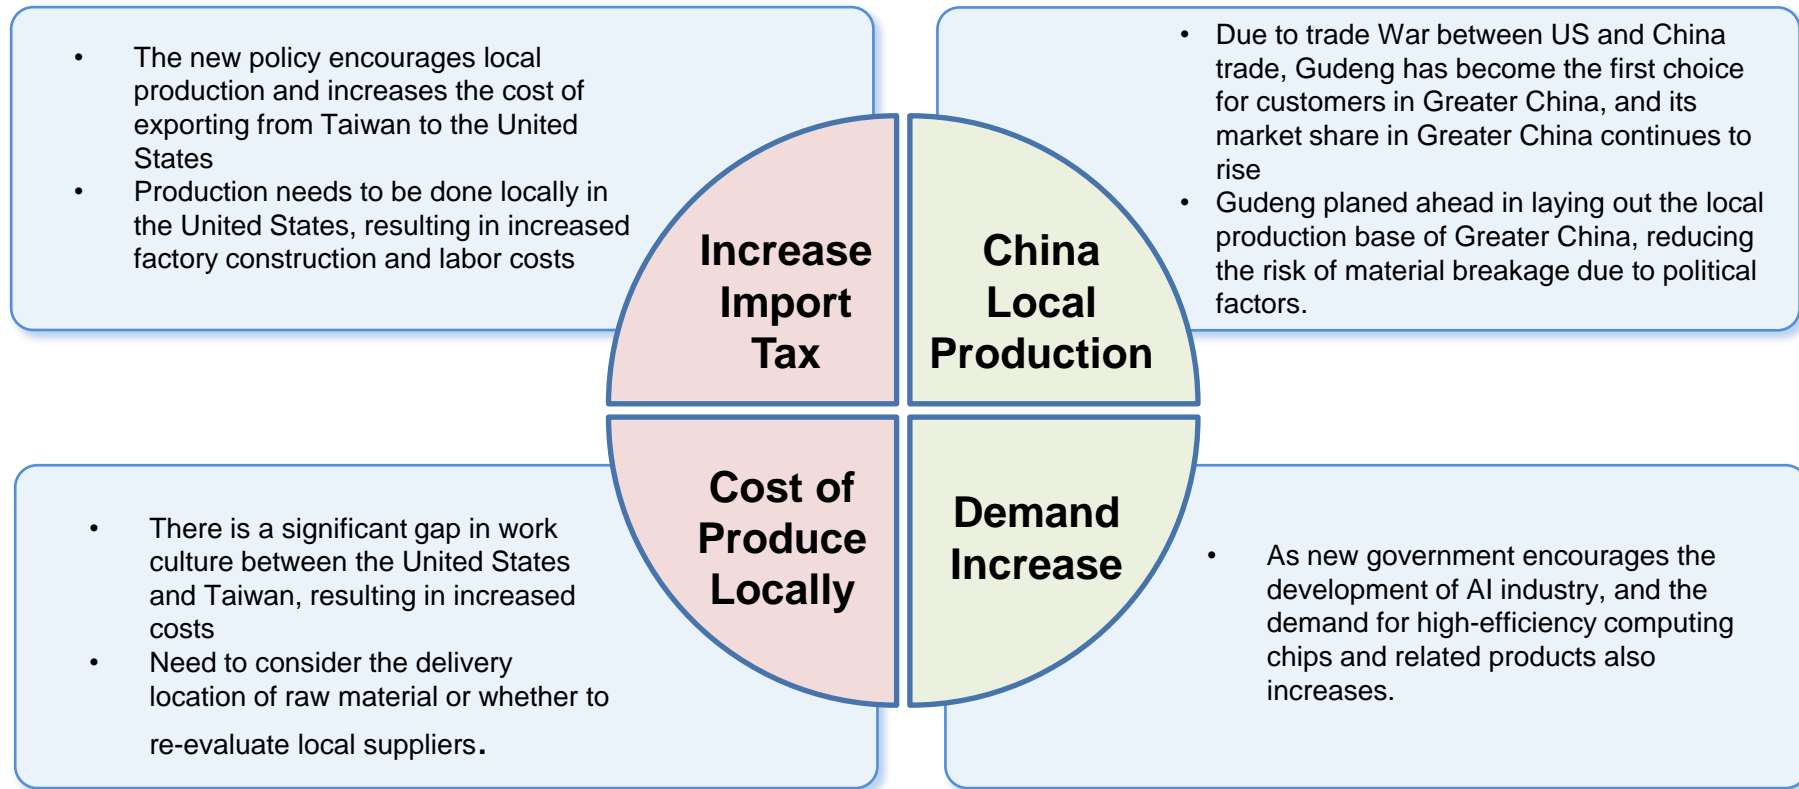 • The new policy encourages local
production and increases the cost of
exporting from Taiwan to the United
States
• Production needs to be done locally in
the United States, resulting in increased
factory construction and labor costs
Increase
Import
Tax
• Due to trade War between US and China
trade, Gudeng has become the first choice
for customers in Greater China, and its
market share in Greater China continues to
rise
• Gudeng planed ahead in laying out the local
production base of Greater China, reducing
the risk of material breakage due to political
factors.
China
Local
Production
• There is a significant gap in work
culture between the United States
and Taiwan, resulting in increased
costs
• Need to consider the delivery
location of raw material or whether to
re-evaluate local suppliers.
Cost of
Produce
Locally
Demand
Increase
• As new government encourages the
development of AI industry, and the
demand for high-efficiency computing
chips and related products also
increases.